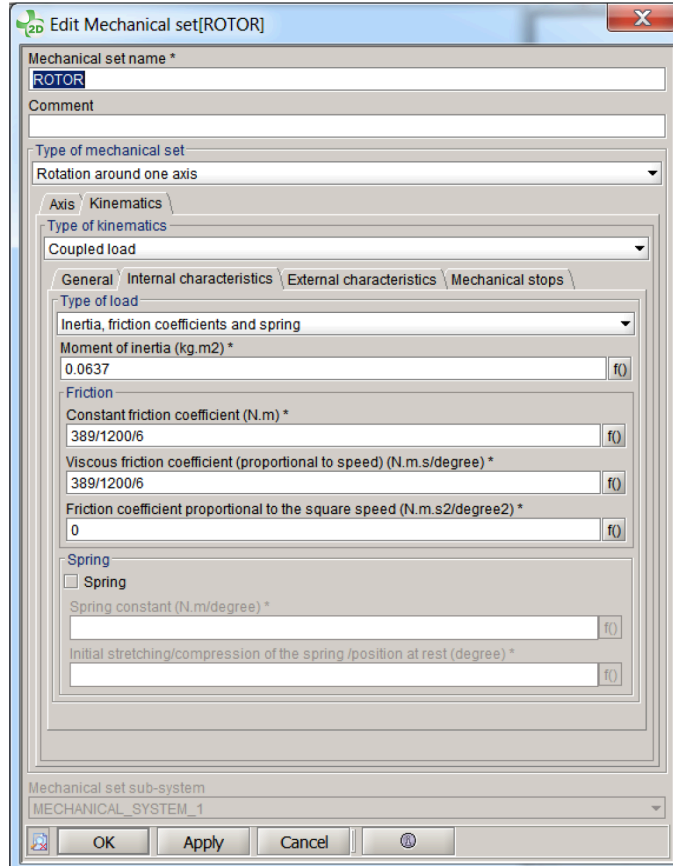 2D Edit Mechanical set[ROTOR] X
Mechanical set name *
ROTOR
Comment
Type of mechanical set
Rotation around one axis
Axis Kinematics
Type of kinematics
Coupled load
General Internal characteristics External characteristics Mechanical stops
Type of load
Inertia, friction coefficients and spring
Moment of inertia (kg.m2) *
0.0637 f()
Friction
Constant friction coefficient (N.m) *
389/1200/6 f()
Viscous friction coefficient (proportional to speed) (N.m.s/degree) *
389/1200/6 f()
Friction coefficient proportional to the square speed (N.m.s2/degree2) *
0 f()
Spring
Spring
Spring constant (N.m/degree) *
f()
Initial stretching/compression of the spring /position at rest (degree) *
f()
Mechanical set sub-system
MECHANICAL_SYSTEM_1
OK Apply Cancel